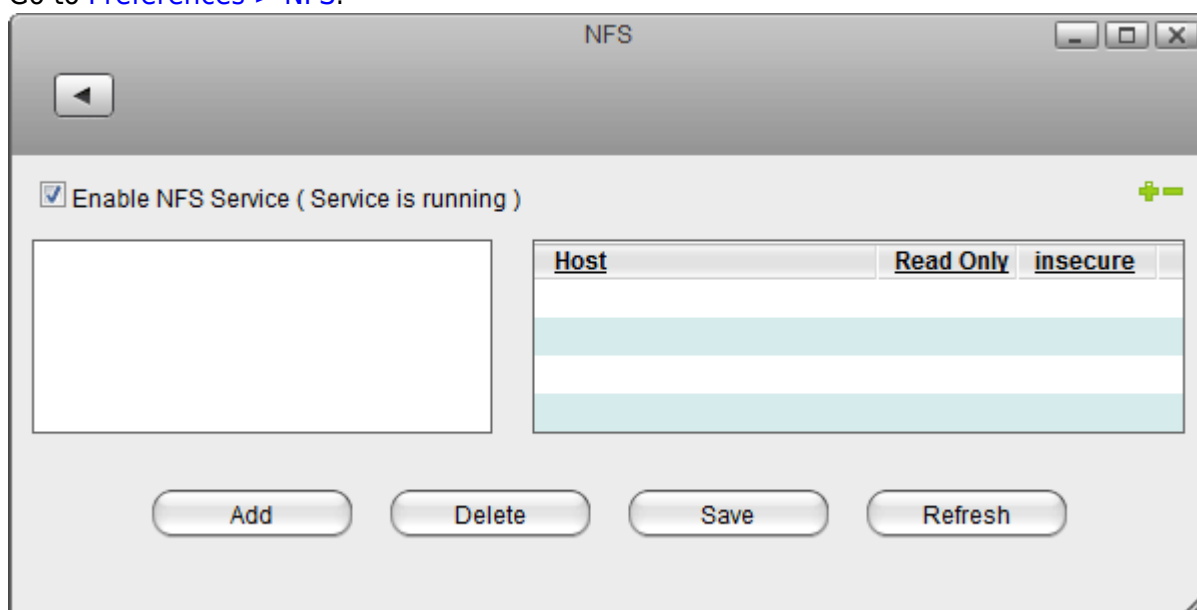 Go to Preferences > NFS.
NFS
Enable NFS Service ( Service is running )
Host Read Only insecure
Add Delete Save Refresh